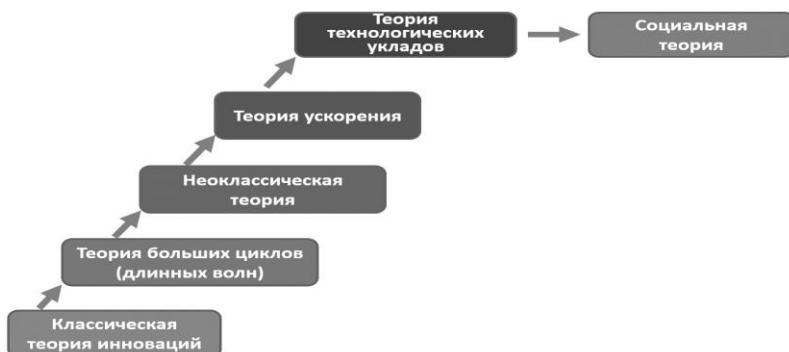 Теория
технологических
укладов
Социальная
теория
Теория ускорения
Неоклассическая
теория
Теория больших циклов
(длинных волн)
Классическая
теория инноваций